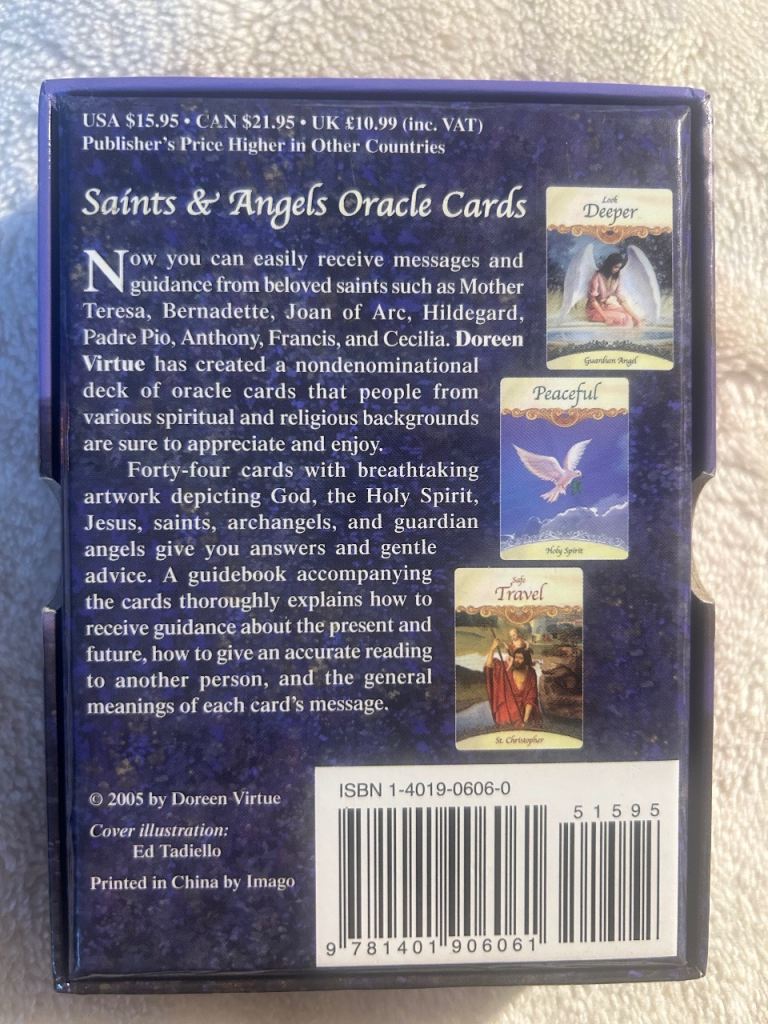 USA $15.95 • CAN $21.95 • UK £10.99 (inc. VAT)
Publisher's Price Higher in Other Countries
Saints & Angels Oracle Cards
Now you can easily receive messages and
guidance from beloved saints such as Mother
Teresa, Bernadette, Joan of Arc, Hildegard,
Padre Pio, Anthony, Francis, and Cecilia. Doreen
Virtue has created a nondenominational
deck of oracle cards that people from
various spiritual and religious backgrounds
are sure to appreciate and enjoy.
Forty-four cards with breathtaking
artwork depicting God, the Holy Spirit,
Jesus, saints, archangels, and guardian
angels give you answers and gentle
advice. A guidebook accompanying
the cards thoroughly explains how to
receive guidance about the present and
future, how to give an accurate reading
to another person, and the general
meanings of each card's message.
Look
Deeper
Guardian Angel
Peaceful
Holy Spirit
Safe
Travel
St. Christopher
© 2005 by Doreen Virtue
Cover illustration:
Ed Tadiello
Printed in China by Imago
ISBN 1-4019-0606-0
51595
9 781401 906061